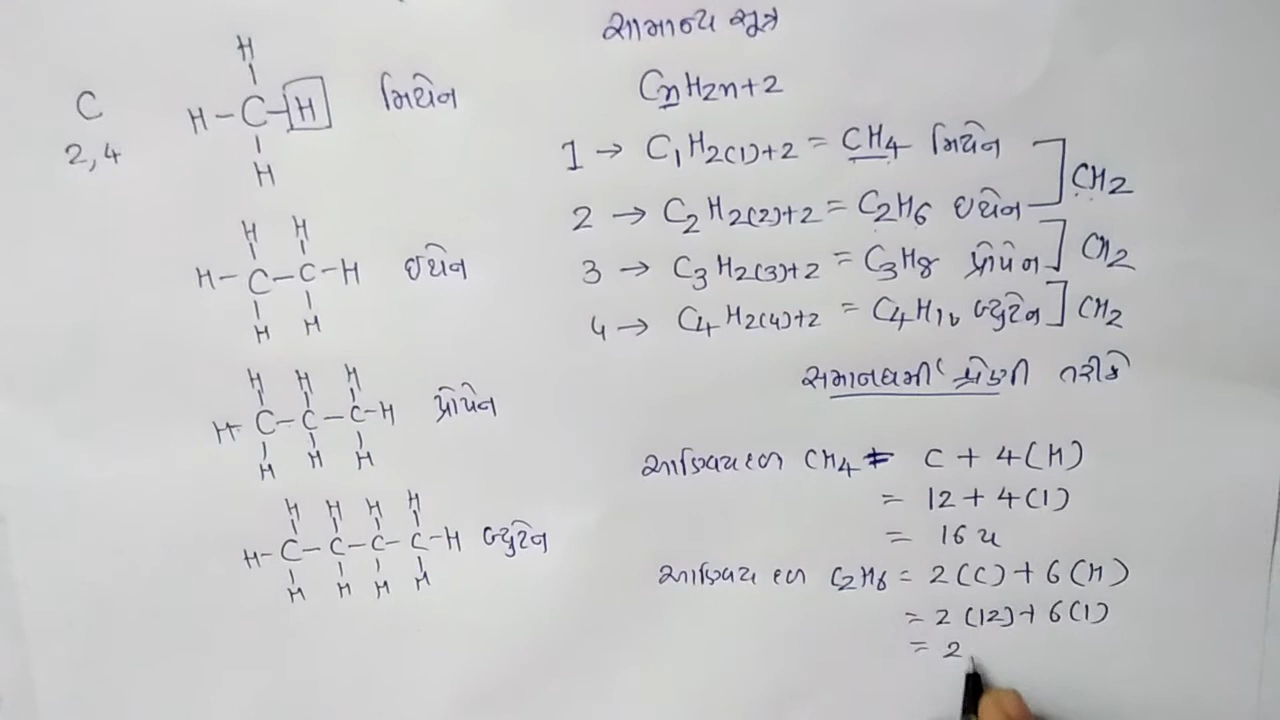 સામાન્ય સૂત્ર
CnH2n+2
C
2,4
H
H-C-H મિથેન
H
H H
H-C-C-H ઇથેન
H H
H H H
H-C-C-C-H પ્રોપેન
H H H
H H H H
H-C-C-C-C-H બ્યુટેન
H H H H
1 → C1H2(1)+2 = CH4 મિથેન
CH2
2 → C2H2(2)+2 = C2H6 ઇથેન
3 → C3H2(3)+2 = C3H8 પ્રોપેન CH2
4 → C4H2(4)+2 = C4H10 બ્યુટેન CH2
સમાનધર્મી શ્રેણી તરીકે
આણ્વિયદળ CH4 = C + 4(H)
= 12 + 4(1)
= 16 u
આણ્વિય દળ C2H6 = 2(C) + 6(H)
= 2(12) + 6(1)
= 2